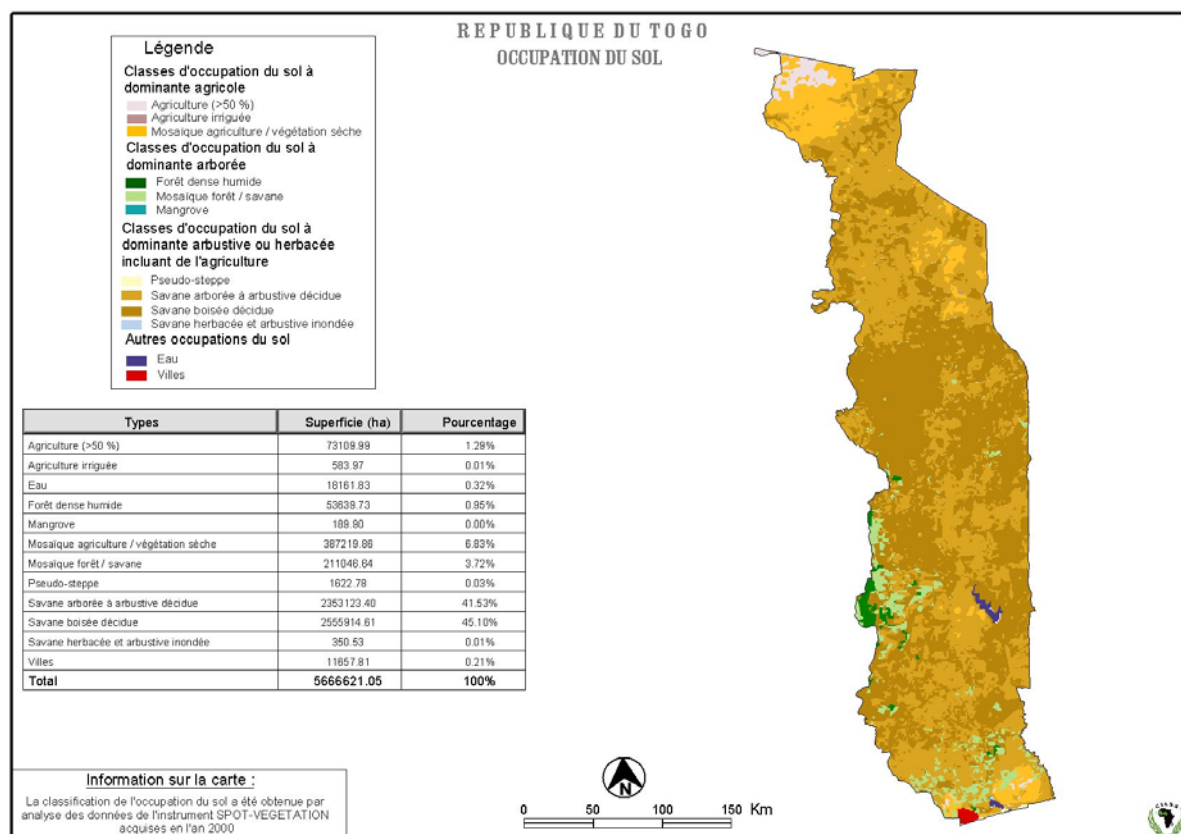 REPUBLIQUE DU TOGO
OCCUPATION DU SOL
Légende
Classes d'occupation du sol à
dominante agricole
Agriculture (>50 %)
Agriculture irriguée
Mosaïque agriculture / végétation sèche
Classes d'occupation du sol à
dominante arborée
Forêt dense humide
Mosaïque forêt / savane
Mangrove
Classes d'occupation du sol à
dominante arbustive ou herbacée
incluant de l'agriculture
Pseudo-steppe
Savane arborée à arbustive décidue
Savane boisée décidue
Savane herbacée et arbustive inondée
Autres occupations du sol
Eau
Villes
Types Superficie (ha) Pourcentage
Agriculture (>50 %) 73109.99 1.29%
Agriculture irriguée 583.97 0.01%
Eau 18161.83 0.32%
Forêt dense humide 53639.73 0.95%
Mangrove 189.90 0.00%
Mosaïque agriculture / végétation sèche 387219.86 6.83%
Mosaïque forêt / savane 211046.64 3.72%
Pseudo-steppe 1622.78 0.03%
Savane arborée à arbustive décidue 2353123.40 41.53%
Savane boisée décidue 2555914.61 45.10%
Savane herbacée et arbustive inondée 350.53 0.01%
Villes 11657.81 0.21%
Total 5666621.05 100%
Information sur la carte :
La classification de l'occupation du sol a été obtenue par
analyse des données de l'instrument SPOT-VEGETATION
acquises en l'an 2000
N
0 50 100 150 Km